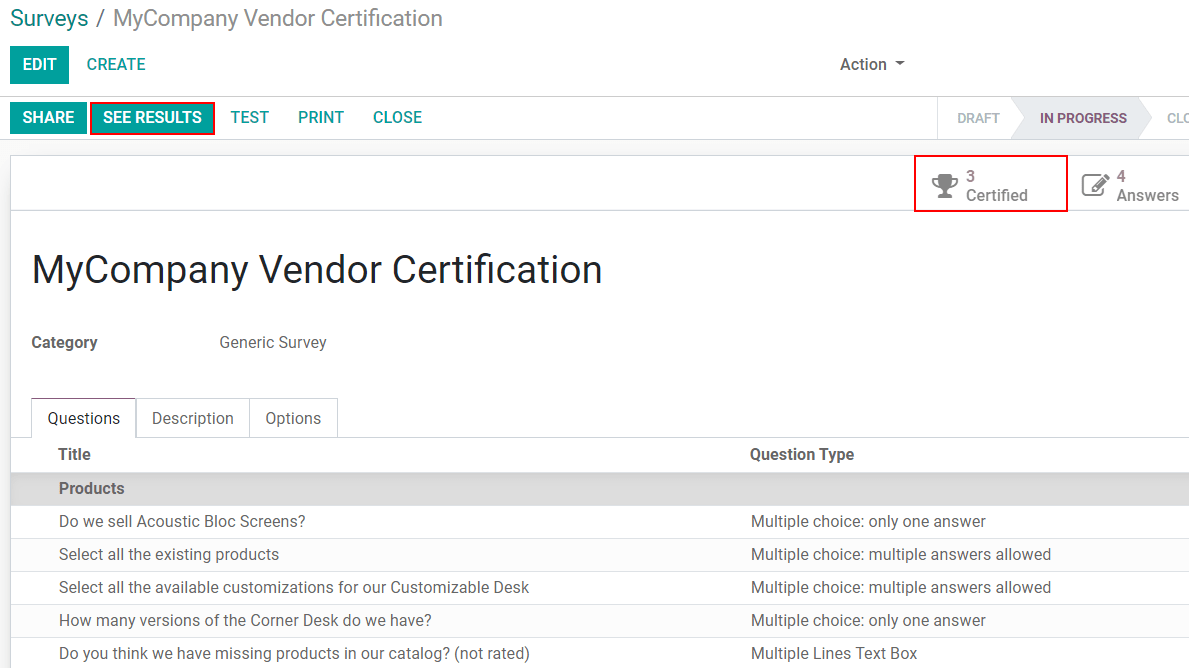 Surveys / MyCompany Vendor Certification
EDIT CREATE Action
SHARE SEE RESULTS TEST PRINT CLOSE DRAFT IN PROGRESS CLO
3 Certified 4 Answers
MyCompany Vendor Certification
Category Generic Survey
Questions Description Options
Title Question Type
Products
Do we sell Acoustic Bloc Screens? Multiple choice: only one answer
Select all the existing products Multiple choice: multiple answers allowed
Select all the available customizations for our Customizable Desk Multiple choice: multiple answers allowed
How many versions of the Corner Desk do we have? Multiple choice: only one answer
Do you think we have missing products in our catalog? (not rated) Multiple Lines Text Box